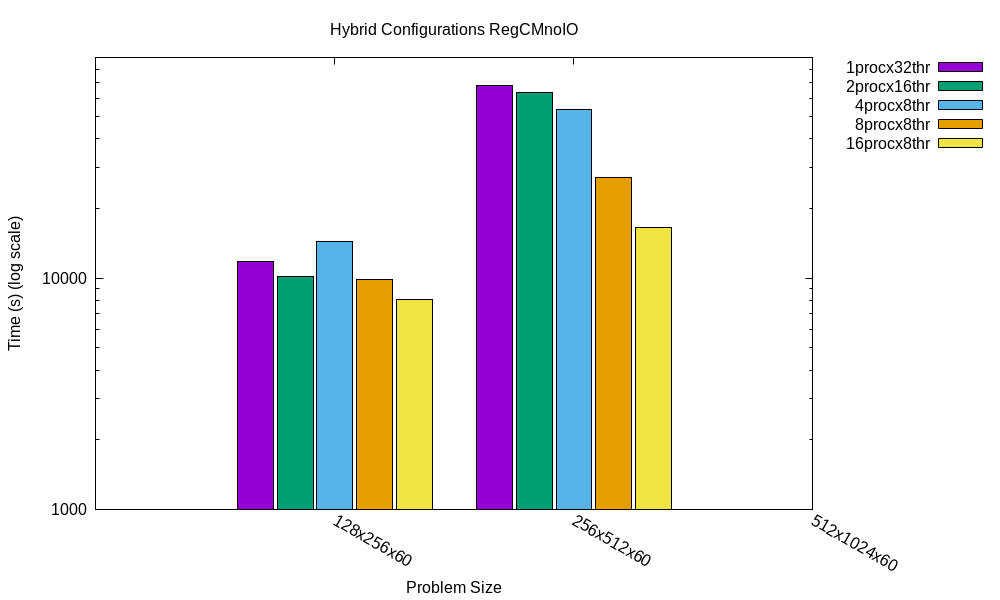 Hybrid Configurations RegCMnoIO
1procx32thr
2procx16thr
4procx8thr
8procx8thr
16procx8thr
Time (s) (log scale)
10000
1000
128x256x60
256x512x60
512x1024x60
Problem Size